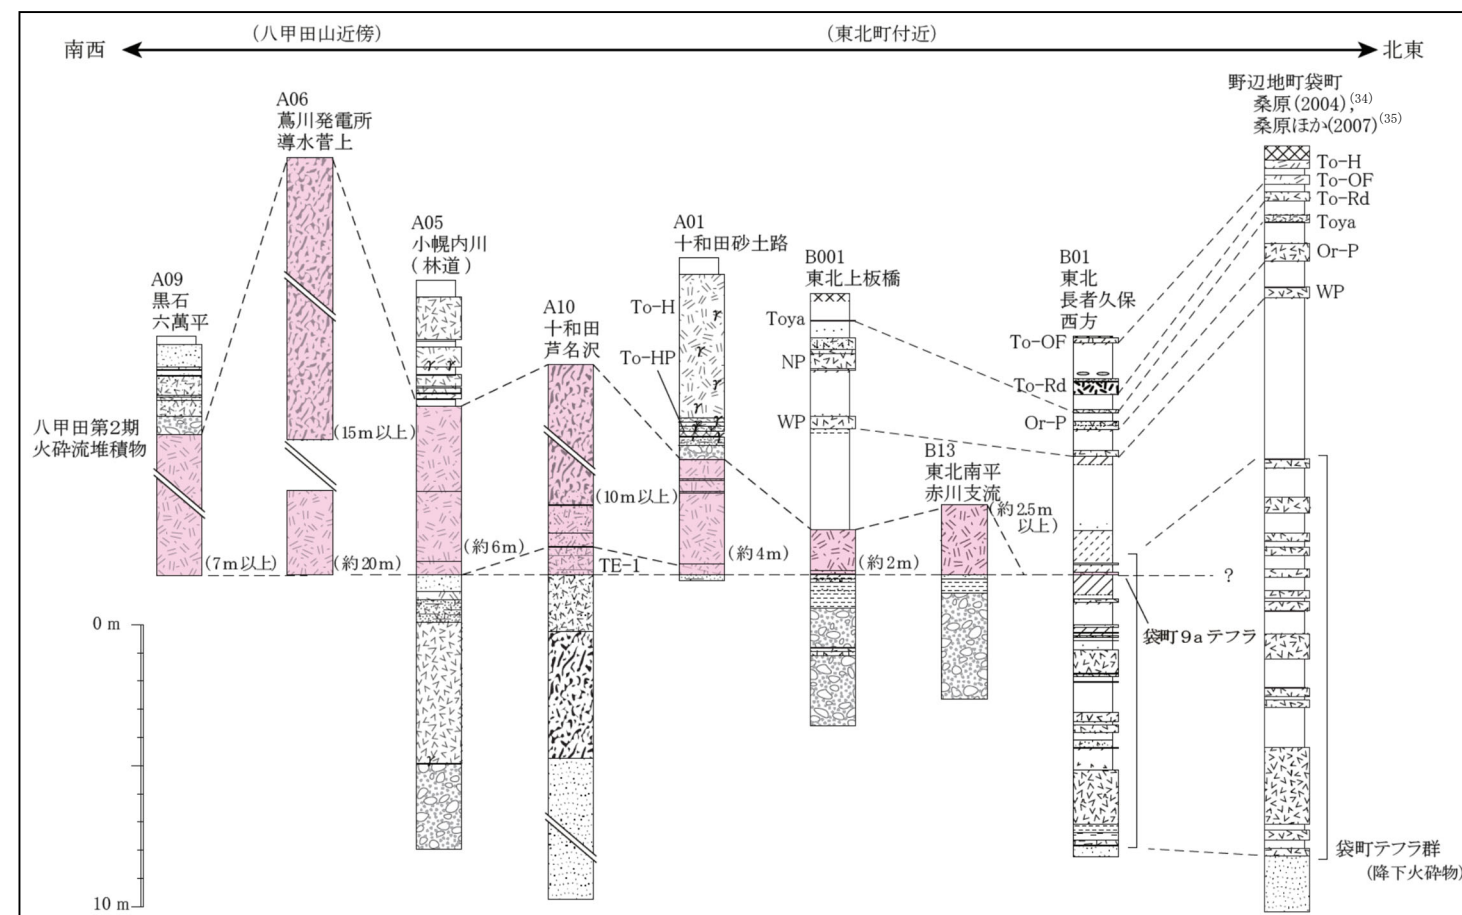 南西
(八甲田山近傍)
(東北町付近)
北東
A09
黒石
六萬平
A06
蔦川発電所
導水菅上
A05
小幌内川
(林道)
A10
十和田
芦名沢
A01
十和田砂土路
B001
東北上板橋
B13
東北南平
赤川支流
B01
東北
長者久保
西方
野辺地町袋町
桑原(2004),(34)
桑原ほか(2007)(35)
To-H
To-OF
To-Rd
Toya
Or-P
WP
To-H
To-HP
Toya
NP
WP
To-OF
To-Rd
Or-P
八甲田第2期
火砕流堆積物
(7m以上)
(15m以上)
(約20m)
(約6m)
(10m以上)
TE-1
(約4m)
(約2m)
(約2.5m
以上)
?
袋町9aテフラ
袋町テフラ群
(降下火砕物)
0 m
10 m
r r
r
r
r
r
r